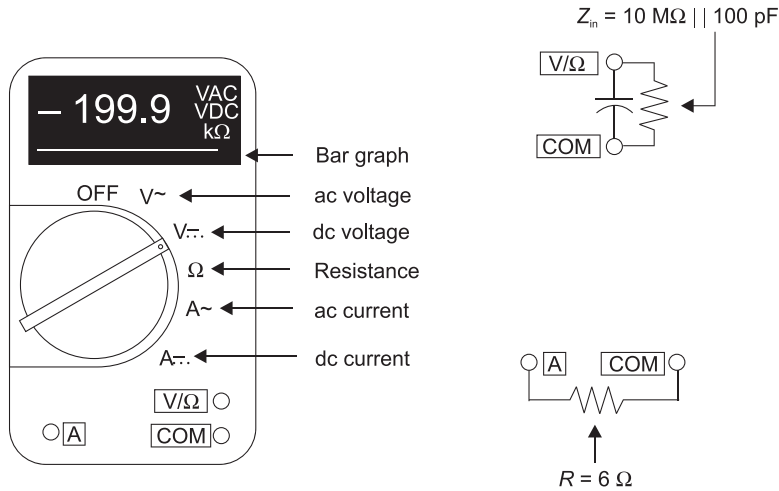 – 199.9
VAC
VDC
kΩ
Bar graph
OFF
V~
ac voltage
V⎓
dc voltage
Ω
Resistance
A~
ac current
A⎓
dc current
V/Ω
A
COM
Z_in = 10 MΩ || 100 pF
V/Ω
COM
A
COM
R = 6 Ω